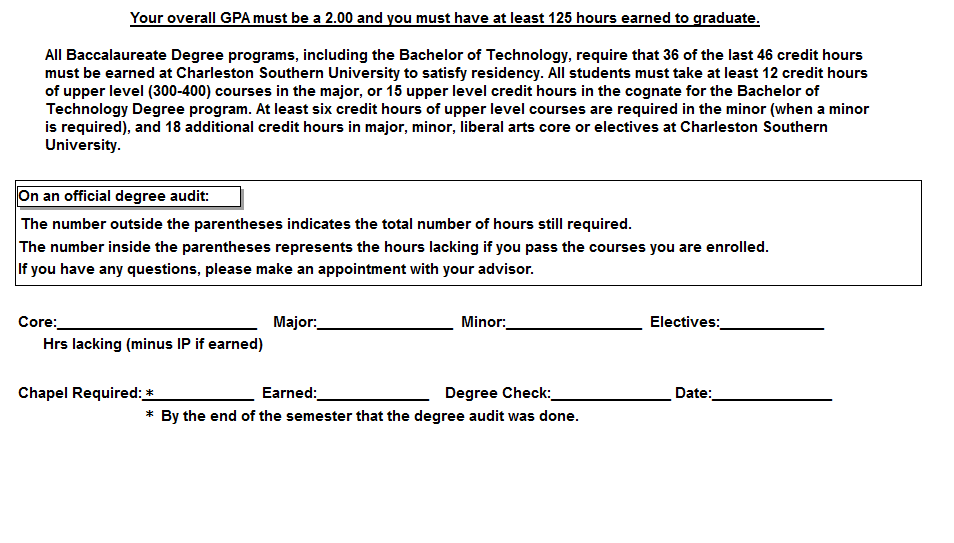 Your overall GPA must be a 2.00 and you must have at least 125 hours earned to graduate.
All Baccalaureate Degree programs, including the Bachelor of Technology, require that 36 of the last 46 credit hours
must be earned at Charleston Southern University to satisfy residency. All students must take at least 12 credit hours
of upper level (300-400) courses in the major, or 15 upper level credit hours in the cognate for the Bachelor of
Technology Degree program. At least six credit hours of upper level courses are required in the minor (when a minor
is required), and 18 additional credit hours in major, minor, liberal arts core or electives at Charleston Southern
University.
On an official degree audit:
The number outside the parentheses indicates the total number of hours still required.
The number inside the parentheses represents the hours lacking if you pass the courses you are enrolled.
If you have any questions, please make an appointment with your advisor.
Core:________________________ Major:________________ Minor:________________ Electives:____________
Hrs lacking (minus IP if earned)
Chapel Required:*____________ Earned:_____________ Degree Check:______________ Date:______________
* By the end of the semester that the degree audit was done.